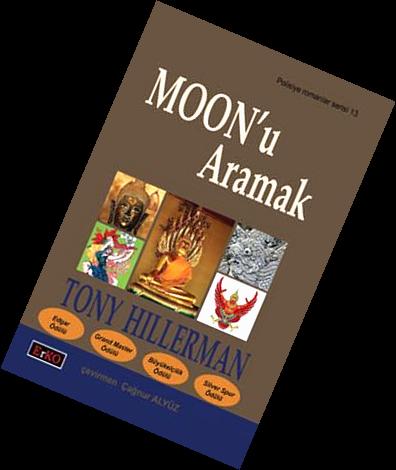 Polisiye romanlar serisi 13
MOON'u
Aramak
TONY HILLERMAN
Edgar
Ödülü
Grand Master
Ödülü
Büyükelçilik
Ödülü
Silver Spur
Ödülü
ErKO
çevirmen Çağnur ALYÜZ